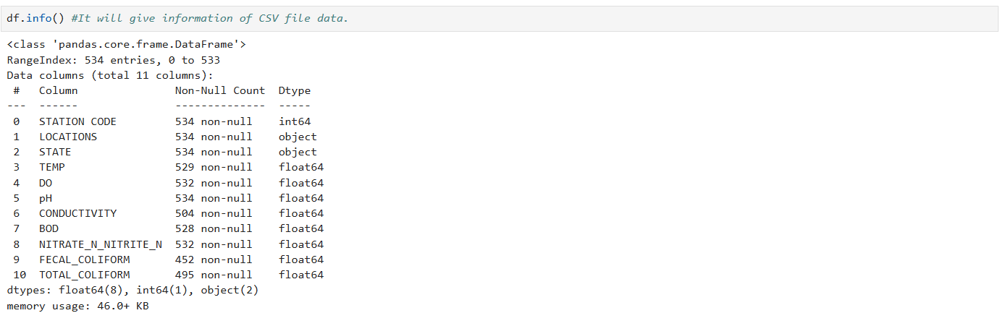 df.info() #It will give information of CSV file data.
<class 'pandas.core.frame.DataFrame'>
RangeIndex: 534 entries, 0 to 533
Data columns (total 11 columns):
 #   Column               Non-Null Count  Dtype
---  ------               --------------  -----
 0   STATION CODE         534 non-null    int64
 1   LOCATIONS            534 non-null    object
 2   STATE                534 non-null    object
 3   TEMP                 529 non-null    float64
 4   DO                   532 non-null    float64
 5   pH                   534 non-null    float64
 6   CONDUCTIVITY         504 non-null    float64
 7   BOD                  528 non-null    float64
 8   NITRATE_N_NITRITE_N  532 non-null    float64
 9   FECAL_COLIFORM       452 non-null    float64
 10  TOTAL_COLIFORM       495 non-null    float64
dtypes: float64(8), int64(1), object(2)
memory usage: 46.0+ KB